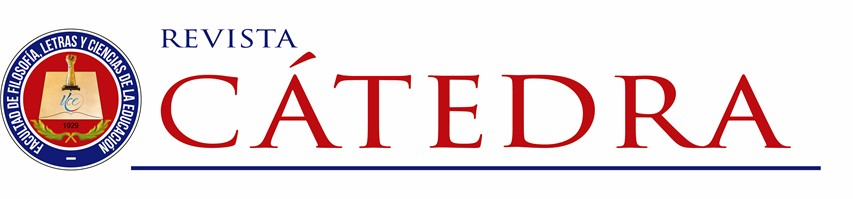 REVISTA
CÁTEDRA
FACULTAD DE FILOSOFÍA, LETRAS Y CIENCIAS DE LA EDUCACIÓN
1929